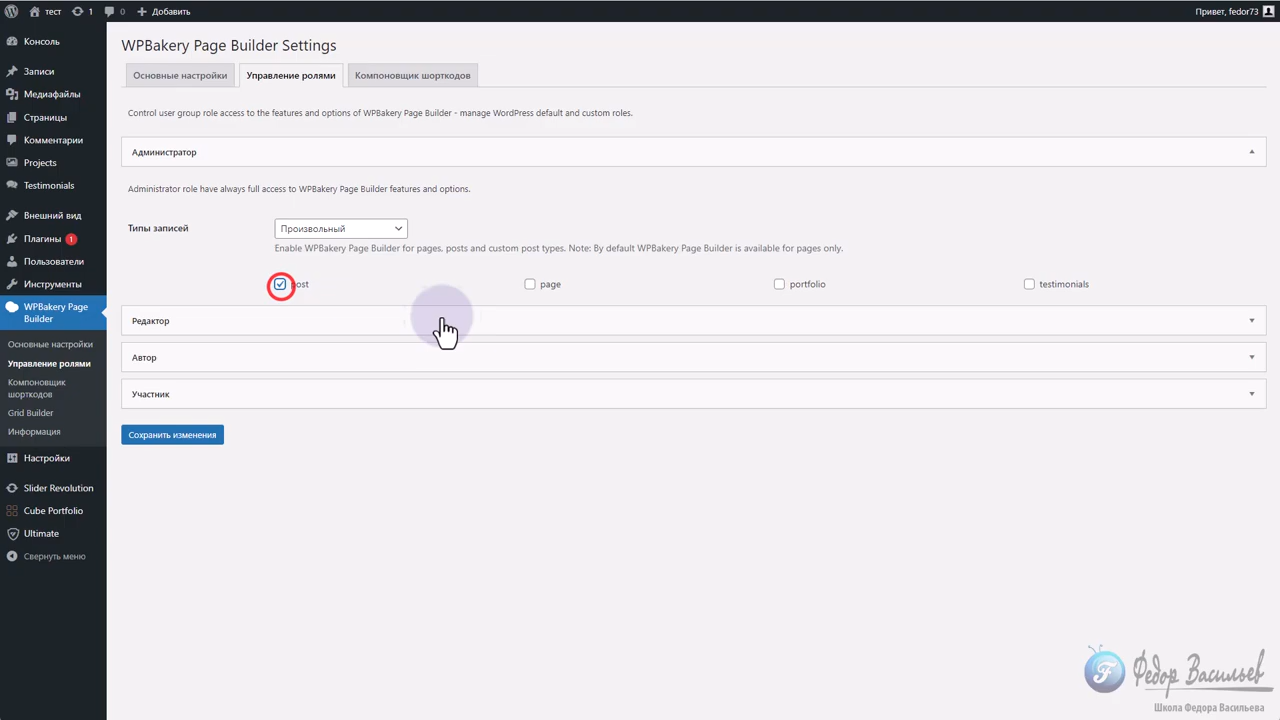 тест 1 0 Добавить Привет, fedor73
Консоль
Записи
Медиафайлы
Страницы
Комментарии
Projects
Testimonials
Внешний вид
Плагины 1
Пользователи
Инструменты
WPBakery Page
Builder
Основные настройки
Управление ролями
Компоновщик
шорткодов
Grid Builder
Информация
Настройки
Slider Revolution
Cube Portfolio
Ultimate
Свернуть меню
WPBakery Page Builder Settings
Основные настройки Управление ролями Компоновщик шорткодов
Control user group role access to the features and options of WPBakery Page Builder - manage WordPress default and custom roles.
Администратор
Administrator role have always full access to WPBakery Page Builder features and options.
Типы записей Произвольный
Enable WPBakery Page Builder for pages, posts and custom post types. Note: By default WPBakery Page Builder is available for pages only.
post page portfolio testimonials
Редактор
Автор
Участник
Сохранить изменения
Федор Васильев
Школа Федора Васильева